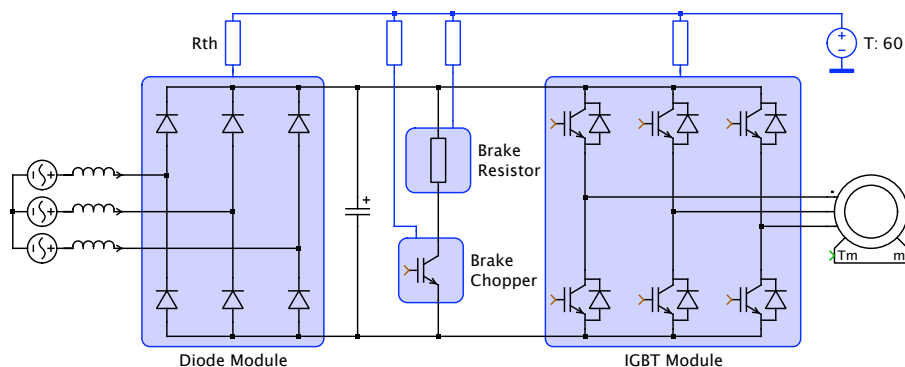 Rth
T: 60
Brake
Resistor
Brake
Chopper
Tm
m
Diode Module
IGBT Module